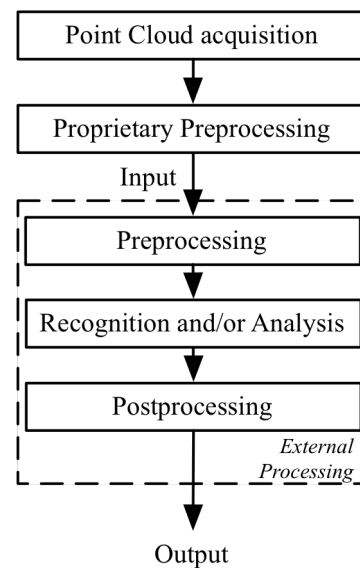 Point Cloud acquisition
Proprietary Preprocessing
Input
Preprocessing
Recognition and/or Analysis
Postprocessing
External
Processing
Output